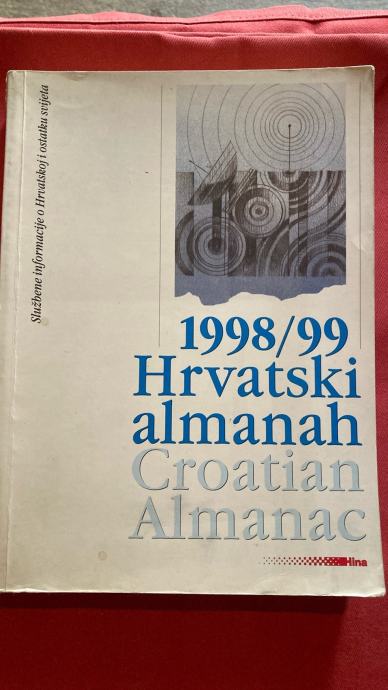 Službene informacije o Hrvatskoj i ostatku svijeta
1998/99
Hrvatski
almanah
Croatian
Almanac
Hina